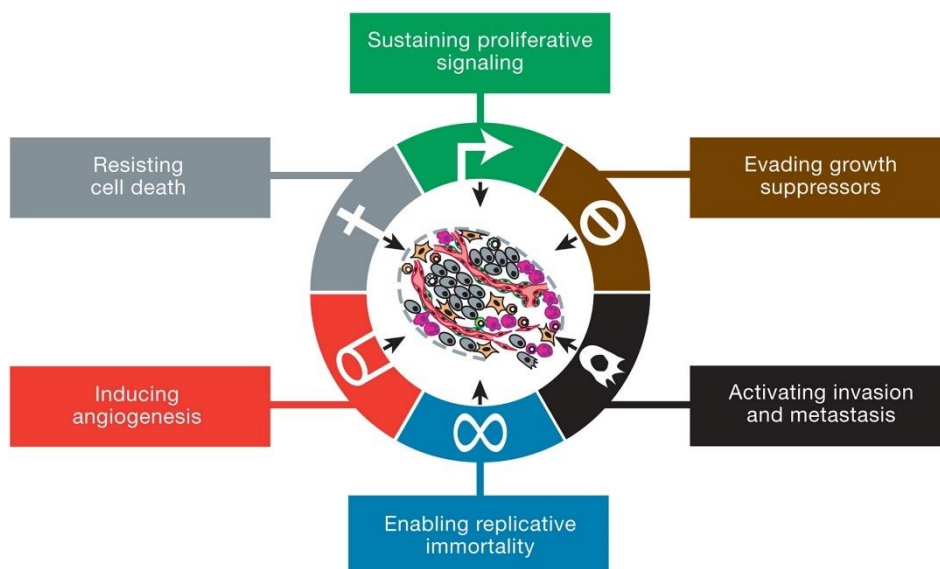 Sustaining proliferative
signaling
Resisting
cell death
Evading growth
suppressors
Inducing
angiogenesis
Activating invasion
and metastasis
Enabling replicative
immortality